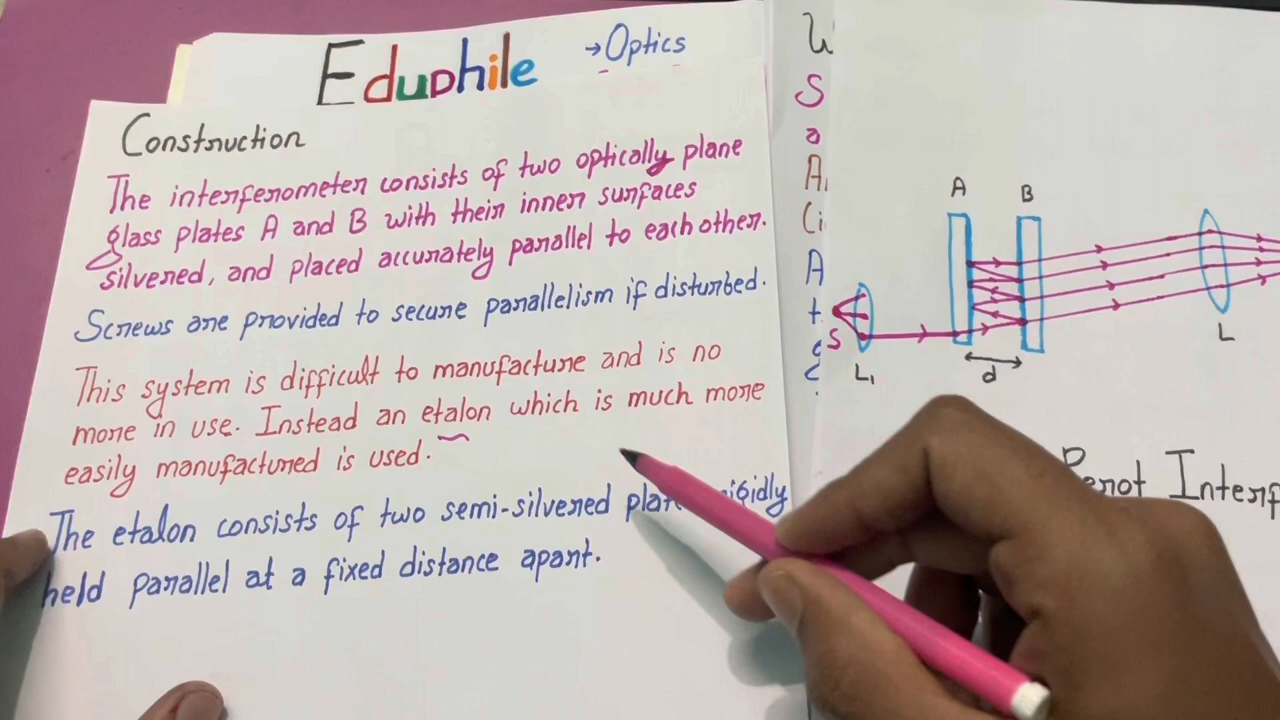 Eduphile → Optics
Construction
The interferometer consists of two optically plane
glass plates A and B with their inner surfaces
silvered, and placed accurately parallel to each other.
Screws are provided to secure parallelism if disturbed.
This system is difficult to manufacture and is no
more in use. Instead an etalon which is much more
easily manufactured is used.
The etalon consists of two semi-silvered rigidly
held parallel at a fixed distance apart.
A B
S
L₁
d
L
Perot Interf